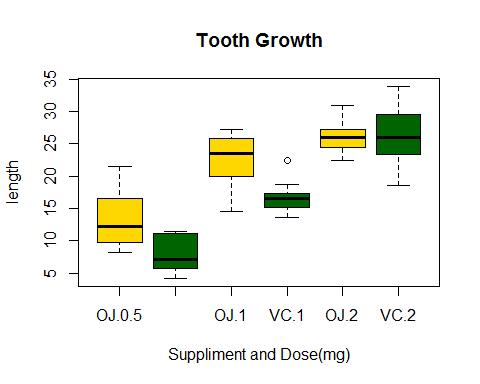 Tooth Growth
length
35
30
25
20
15
10
5
OJ.0.5 OJ.1 VC.1 OJ.2 VC.2
Suppliment and Dose(mg)